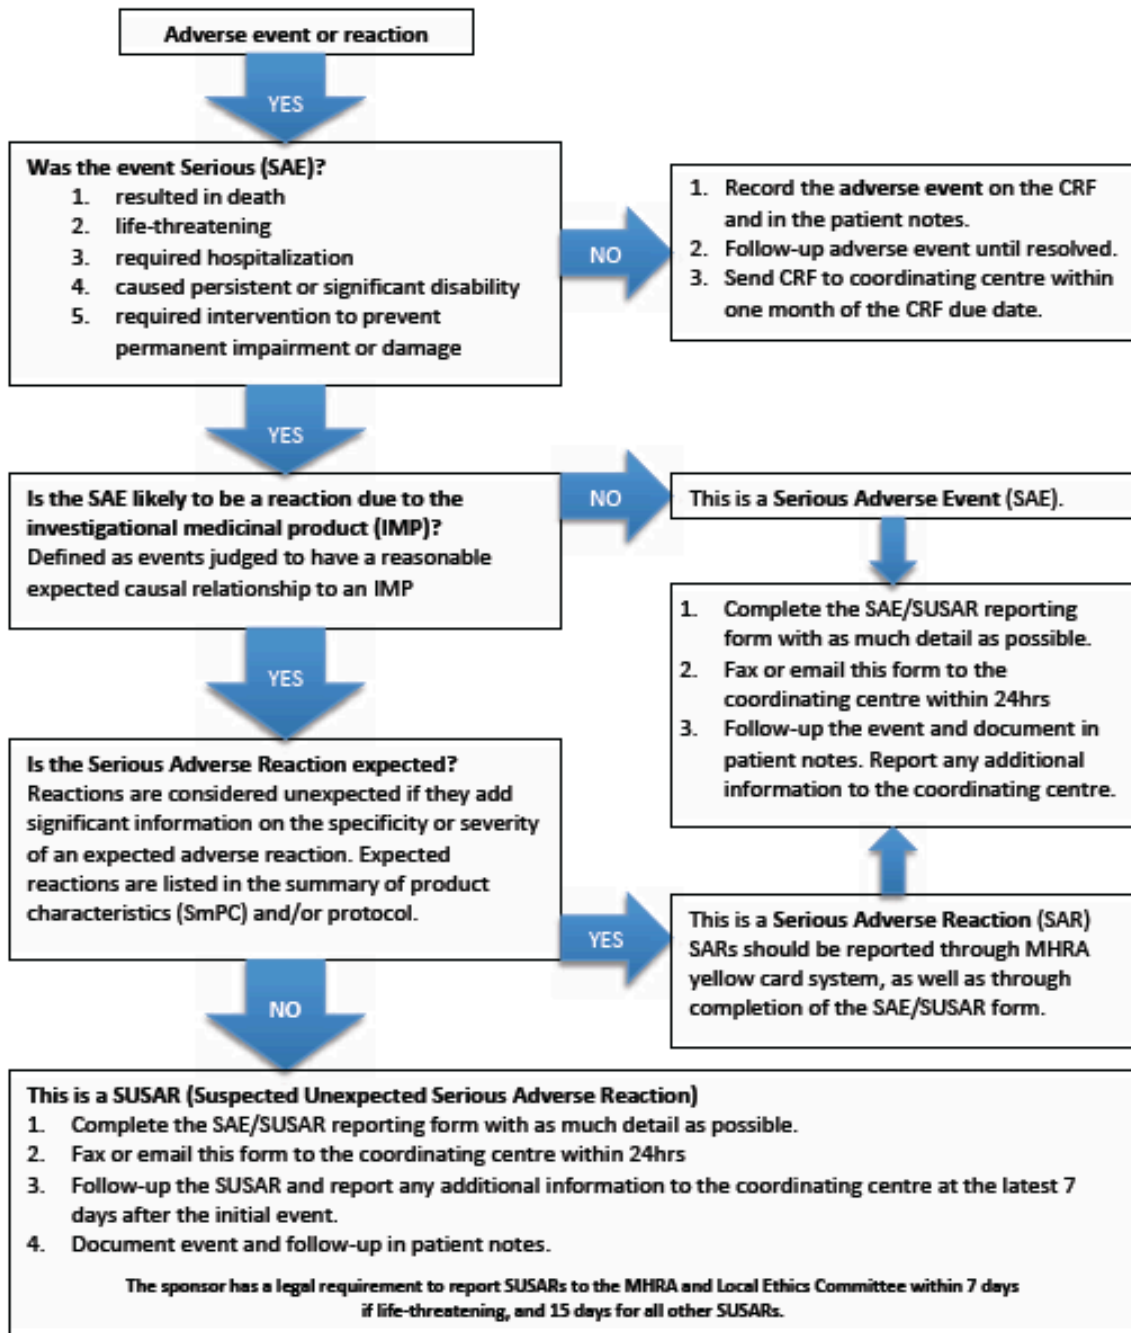 Adverse event or reaction
YES
Was the event Serious (SAE)?
1. resulted in death
2. life-threatening
3. required hospitalization
4. caused persistent or significant disability
5. required intervention to prevent
permanent impairment or damage
NO
1. Record the adverse event on the CRF
and in the patient notes.
2. Follow-up adverse event until resolved.
3. Send CRF to coordinating centre within
one month of the CRF due date.
YES
Is the SAE likely to be a reaction due to the
investigational medicinal product (IMP)?
Defined as events judged to have a reasonable
expected causal relationship to an IMP
NO
This is a Serious Adverse Event (SAE).
1. Complete the SAE/SUSAR reporting
form with as much detail as possible.
2. Fax or email this form to the
coordinating centre within 24hrs
3. Follow-up the event and document in
patient notes. Report any additional
information to the coordinating centre.
YES
Is the Serious Adverse Reaction expected?
Reactions are considered unexpected if they add
significant information on the specificity or severity
of an expected adverse reaction. Expected
reactions are listed in the summary of product
characteristics (SmPC) and/or protocol.
YES
This is a Serious Adverse Reaction (SAR)
SARs should be reported through MHRA
yellow card system, as well as through
completion of the SAE/SUSAR form.
NO
This is a SUSAR (Suspected Unexpected Serious Adverse Reaction)
1. Complete the SAE/SUSAR reporting form with as much detail as possible.
2. Fax or email this form to the coordinating centre within 24hrs
3. Follow-up the SUSAR and report any additional information to the coordinating centre at the latest 7
days after the initial event.
4. Document event and follow-up in patient notes.
The sponsor has a legal requirement to report SUSARs to the MHRA and Local Ethics Committee within 7 days
if life-threatening, and 15 days for all other SUSARs.